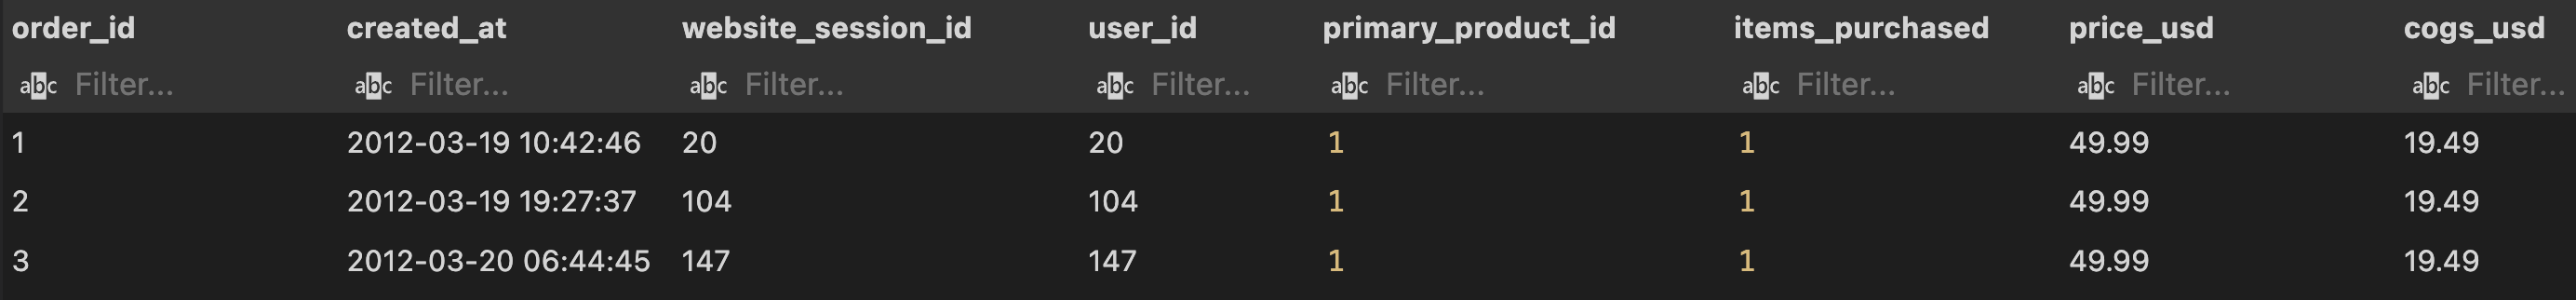 order_id created_at website_session_id user_id primary_product_id items_purchased price_usd cogs_usd
abc Filter... abc Filter... abc Filter... abc Filter... abc Filter... abc Filter... abc Filter... abc Filter...
1 2012-03-19 10:42:46 20 20 1 1 49.99 19.49
2 2012-03-19 19:27:37 104 104 1 1 49.99 19.49
3 2012-03-20 06:44:45 147 147 1 1 49.99 19.49